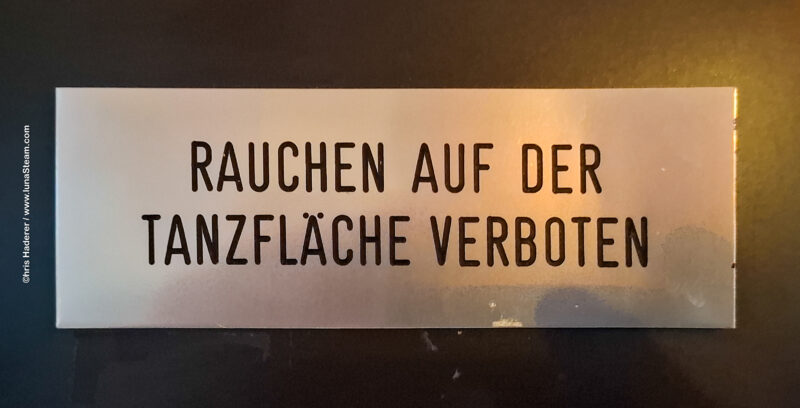 RAUCHEN AUF DER
TANZFLÄCHE VERBOTEN
©hris Haderer / www.lunaSteam.com